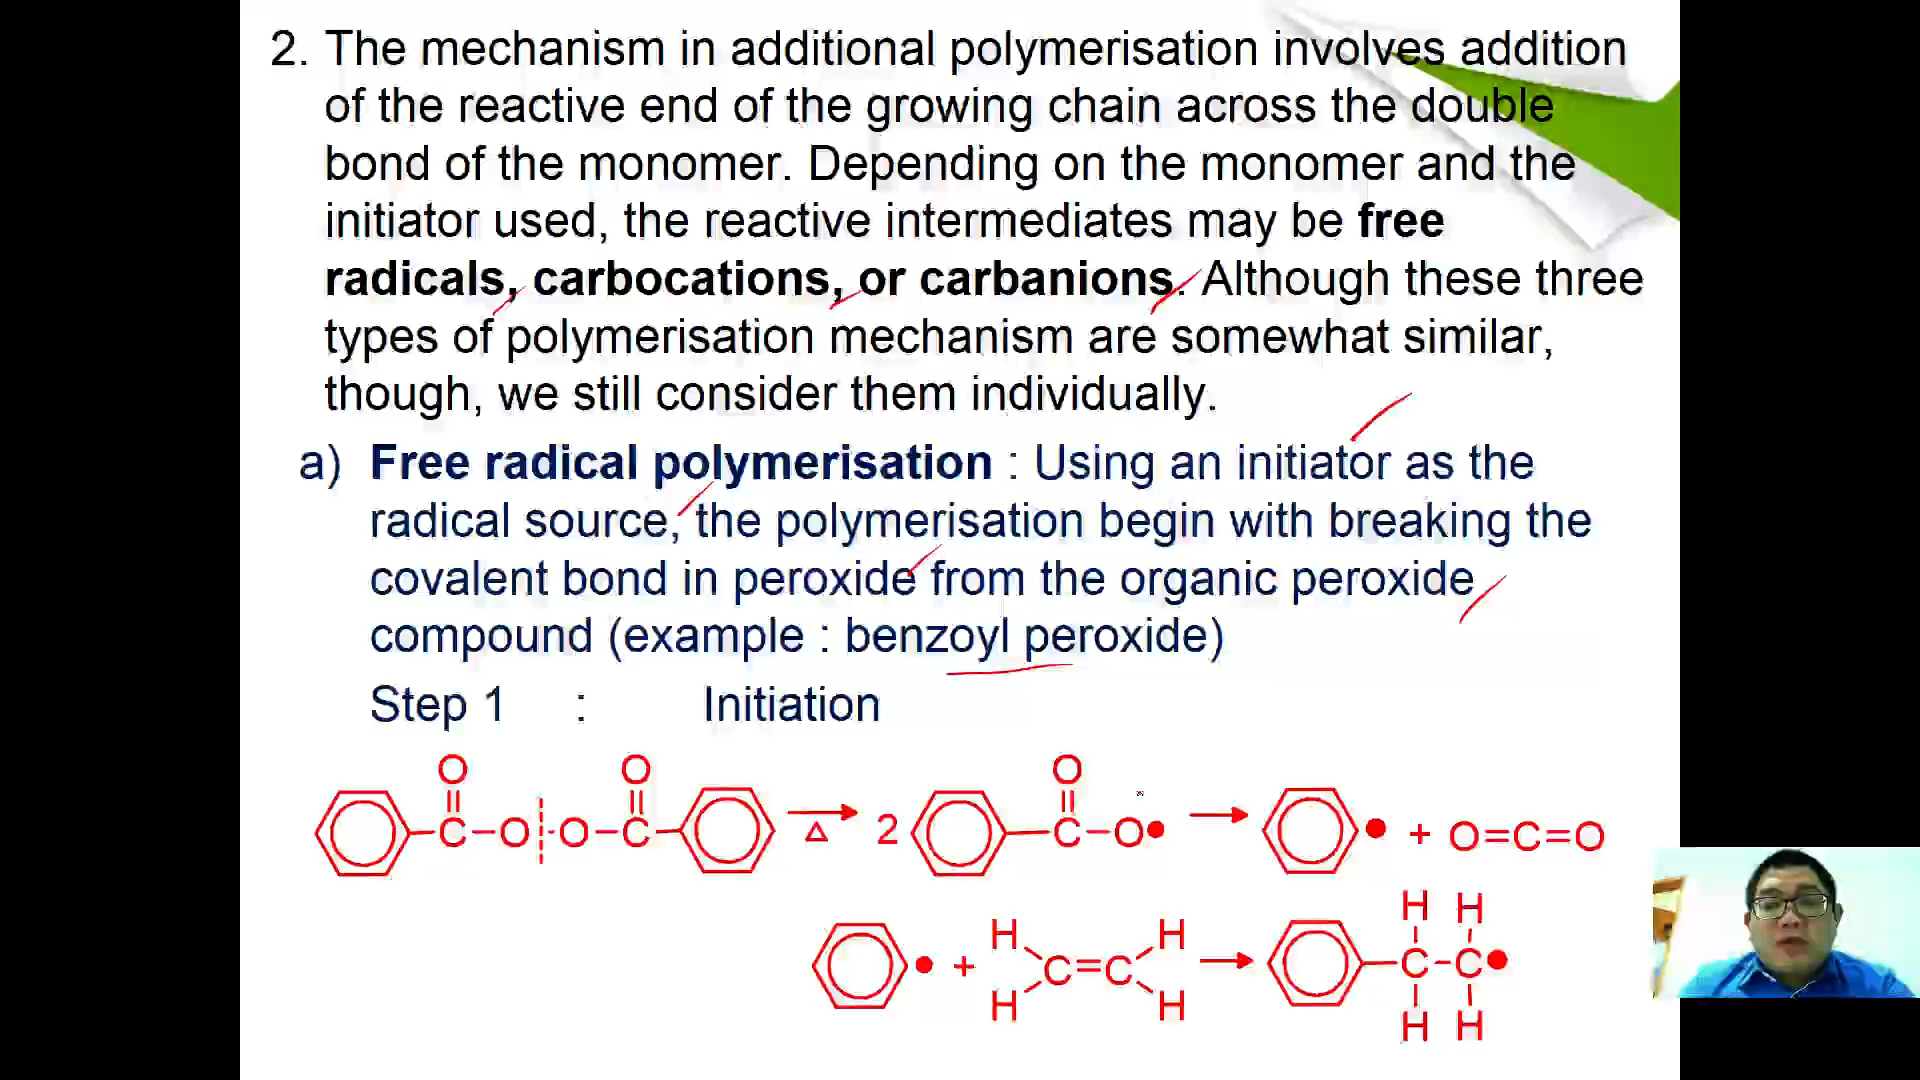 2. The mechanism in additional polymerisation involves addition
of the reactive end of the growing chain across the double
bond of the monomer. Depending on the monomer and the
initiator used, the reactive intermediates may be free
radicals, carbocations, or carbanions. Although these three
types of polymerisation mechanism are somewhat similar,
though, we still consider them individually.
a) Free radical polymerisation : Using an initiator as the
radical source, the polymerisation begin with breaking the
covalent bond in peroxide from the organic peroxide
compound (example : benzoyl peroxide)
Step 1 : Initiation
O O O
C–O–O–C Δ 2 C–O• • + O=C=O
H H H H
• + C=C C–C•
H H H H